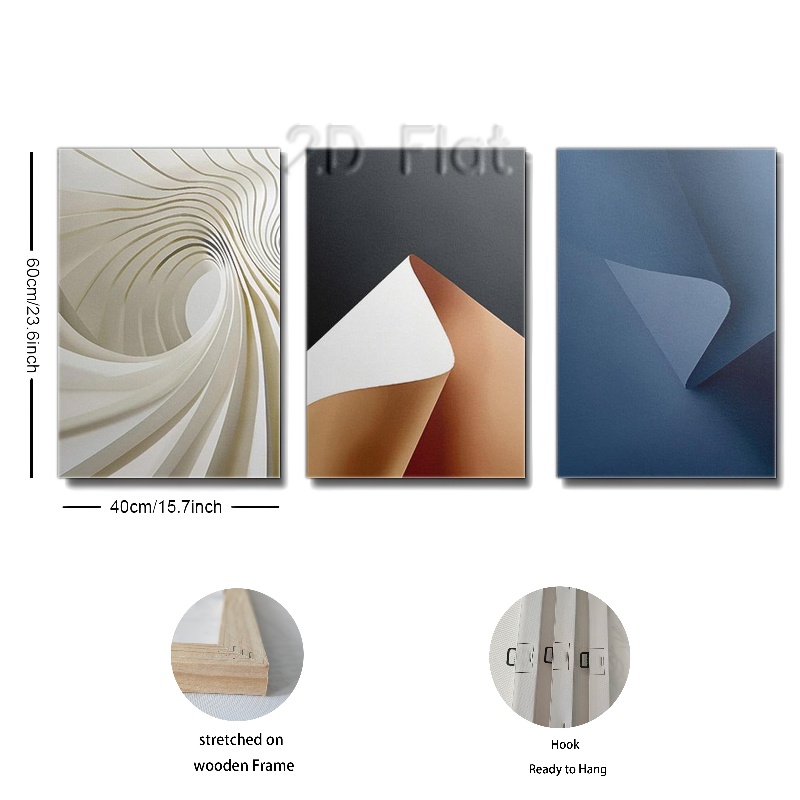 2D Flat
60cm/23.6inch
40cm/15.7inch
stretched on
wooden Frame
Hook
Ready to Hang